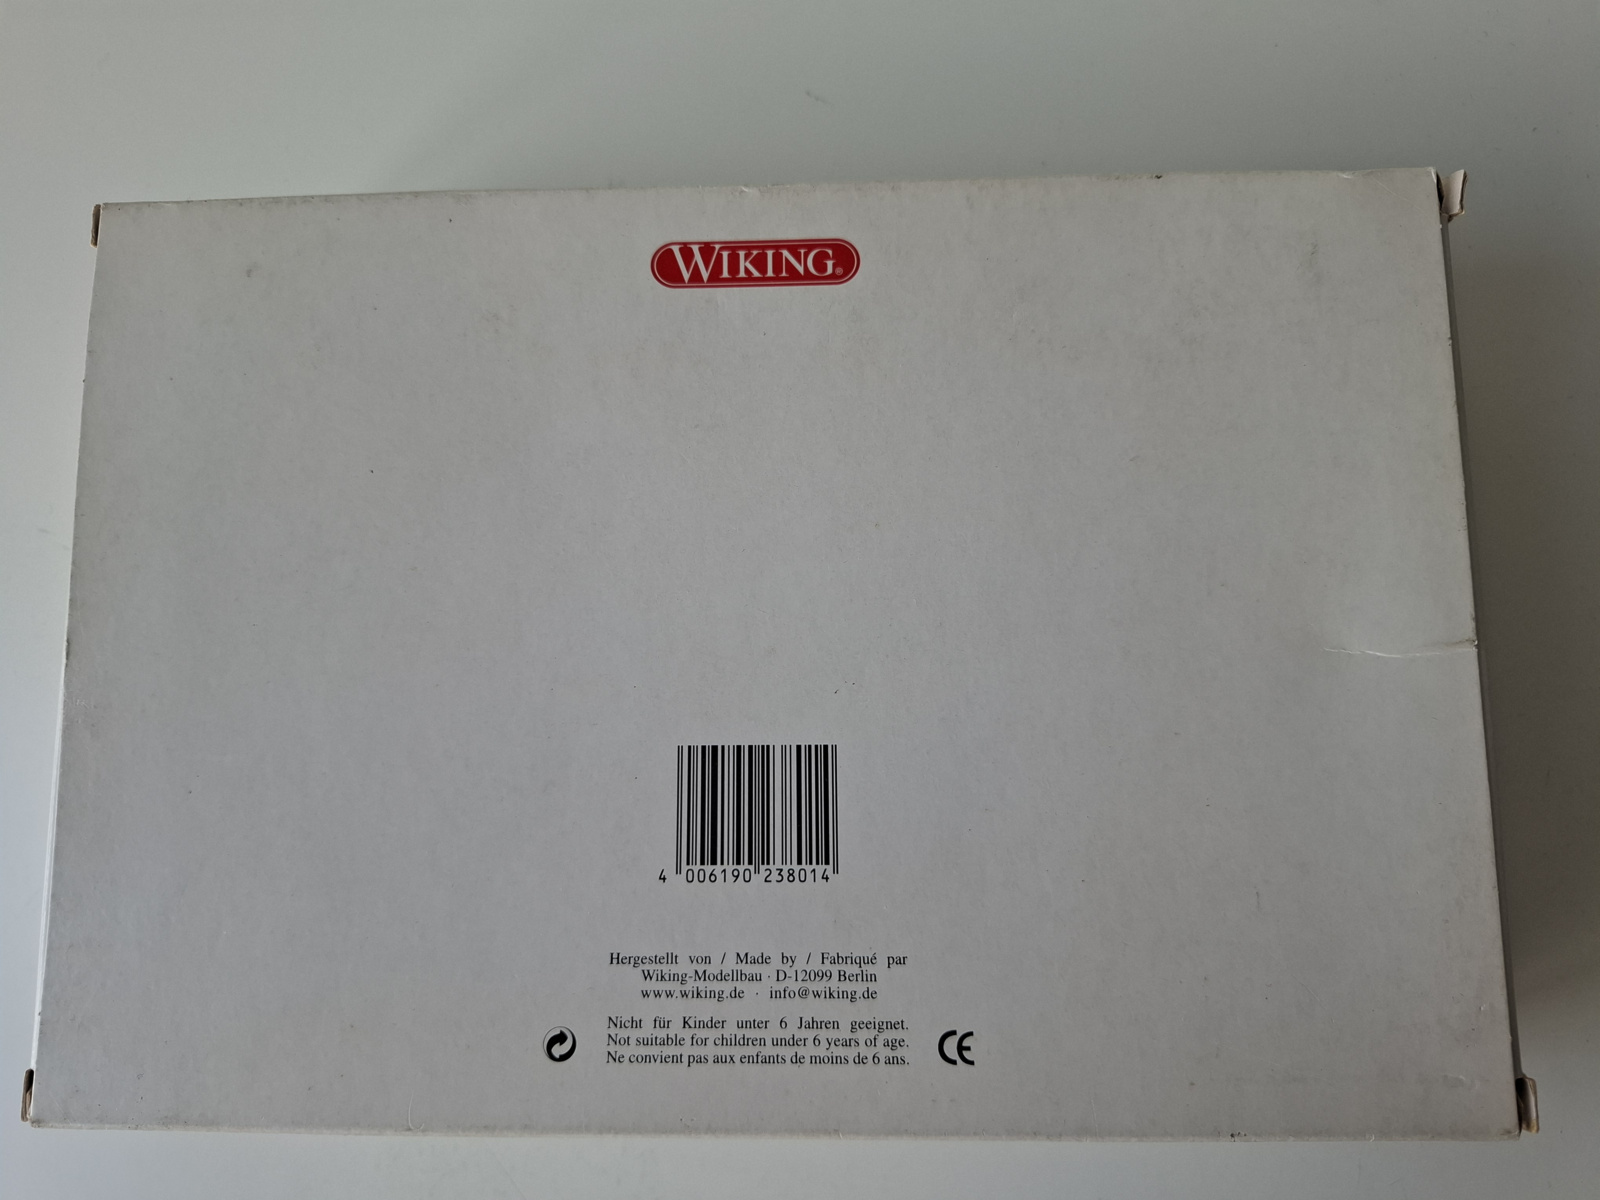 WIKING®
4 006190 238014
Hergestellt von / Made by / Fabriqué par
Wiking-Modellbau · D-12099 Berlin
www.wiking.de · info@wiking.de
Nicht für Kinder unter 6 Jahren geeignet.
Not suitable for children under 6 years of age.
Ne convient pas aux enfants de moins de 6 ans.
CE